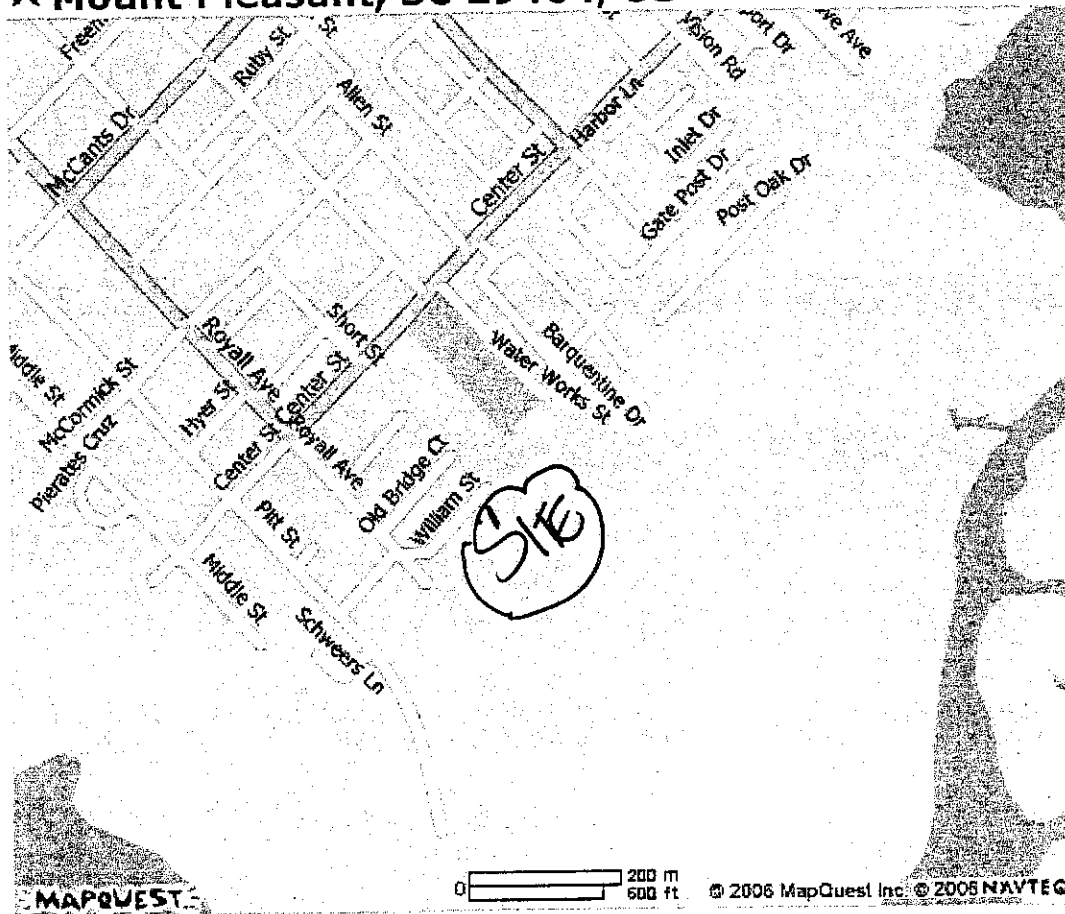 Mount Pleasant, SC 29464,
Ruby St
St
Allen St
McCants Dr
Center St
Harbor Ln
Inlet Dr
Gate Post Dr
Post Oak Dr
Short St
Royall Ave
Center St
Middle St
McCormick St
Pierates Cruz
Hyer St
Center St
Royall Ave
Barquentine Dr
Water Works St
Old Bridge Ct
William St
Pitt St
Middle St
Schweers Ln
SITE
MAPQUEST
0
200 m
600 ft
© 2006 MapQuest Inc; © 2006 NAVTEQ